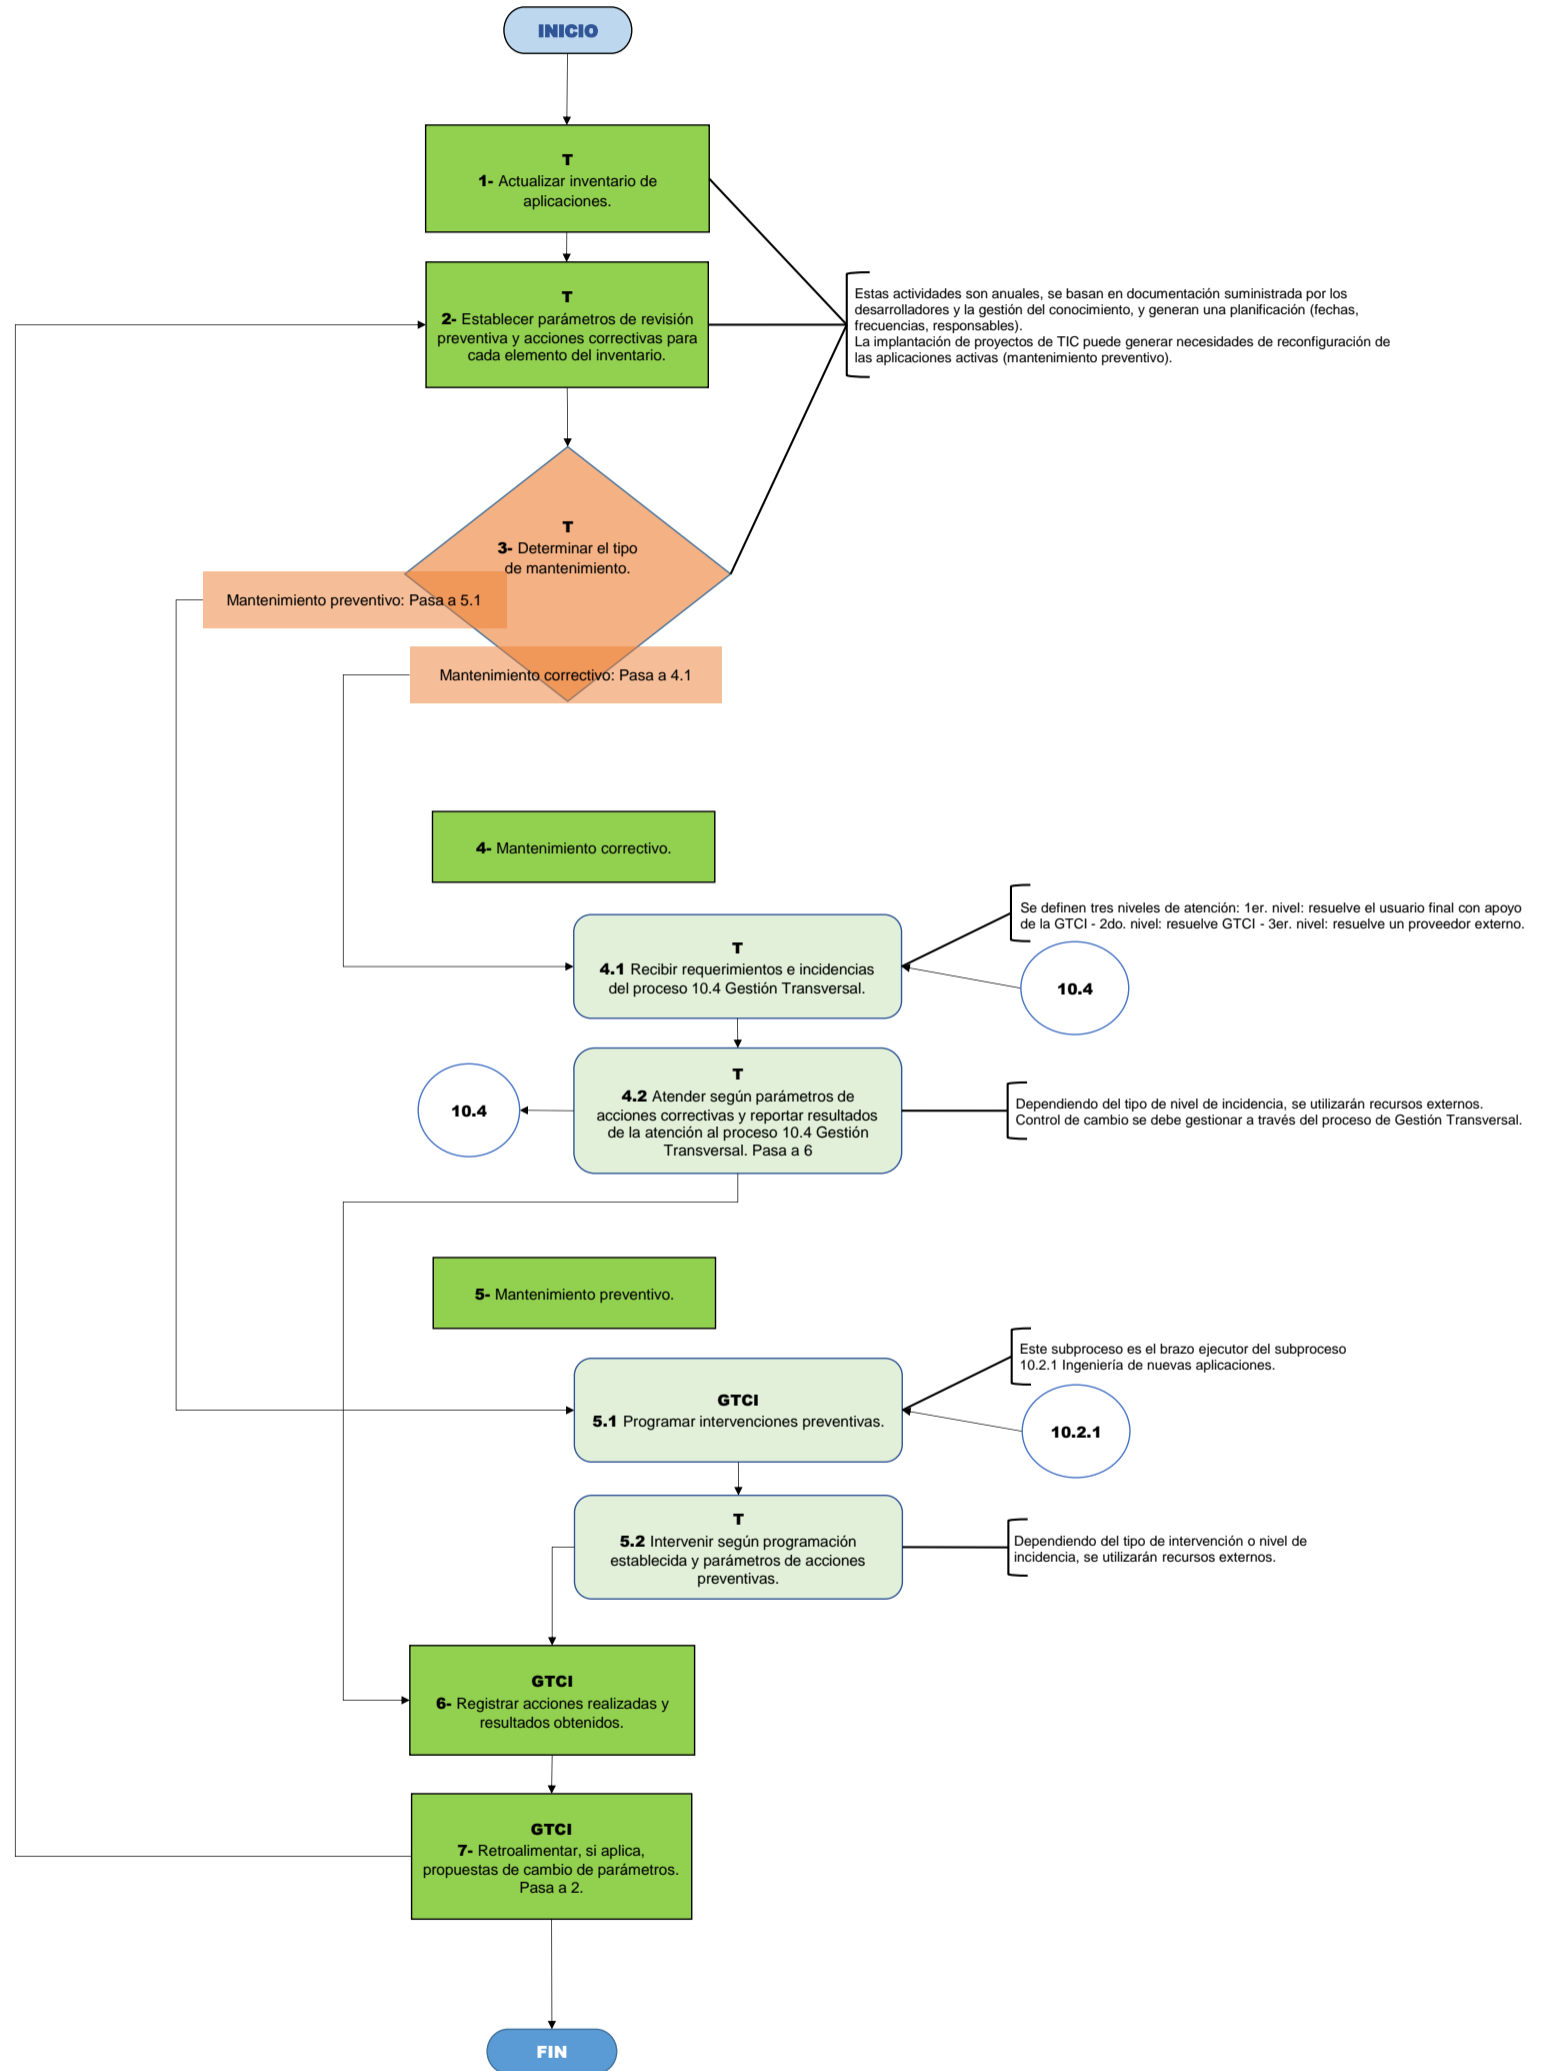 INICIO
T
1- Actualizar inventario de
aplicaciones.
T
2- Establecer parámetros de revisión
preventiva y acciones correctivas para
cada elemento del inventario.
Estas actividades son anuales, se basan en documentación suministrada por los
desarrolladores y la gestión del conocimiento, y generan una planificación (fechas,
frecuencias, responsables).
La implantación de proyectos de TIC puede generar necesidades de reconfiguración de
las aplicaciones activas (mantenimiento preventivo).
T
3- Determinar el tipo
de mantenimiento.
Mantenimiento preventivo: Pasa a 5.1
Mantenimiento correctivo: Pasa a 4.1
4- Mantenimiento correctivo.
Se definen tres niveles de atención: 1er. nivel: resuelve el usuario final con apoyo
de la GTCI - 2do. nivel: resuelve GTCI - 3er. nivel: resuelve un proveedor externo.
T
4.1 Recibir requerimientos e incidencias
del proceso 10.4 Gestión Transversal.
10.4
T
4.2 Atender según parámetros de
acciones correctivas y reportar resultados
de la atención al proceso 10.4 Gestión
Transversal. Pasa a 6
10.4
Dependiendo del tipo de nivel de incidencia, se utilizarán recursos externos.
Control de cambio se debe gestionar a través del proceso de Gestión Transversal.
5- Mantenimiento preventivo.
Este subproceso es el brazo ejecutor del subproceso
10.2.1 Ingeniería de nuevas aplicaciones.
GTCI
5.1 Programar intervenciones preventivas.
10.2.1
T
5.2 Intervenir según programación
establecida y parámetros de acciones
preventivas.
Dependiendo del tipo de intervención o nivel de
incidencia, se utilizarán recursos externos.
GTCI
6- Registrar acciones realizadas y
resultados obtenidos.
GTCI
7- Retroalimentar, si aplica,
propuestas de cambio de parámetros.
Pasa a 2.
FIN